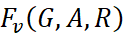 F_v(G, A, R)